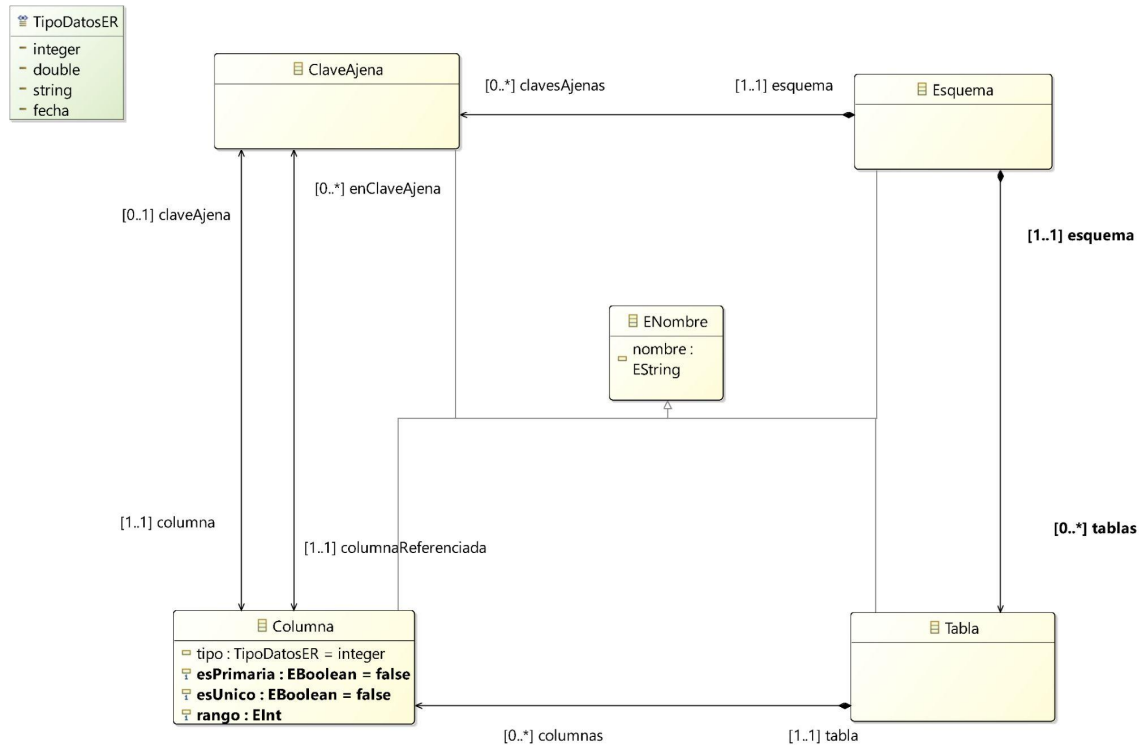 TipoDatosER
integer
double
string
fecha
ClaveAjena
[0..*] clavesAjenas
[1..1] esquema
Esquema
[0..*] enClaveAjena
[0..1] claveAjena
[1..1] esquema
ENombre
nombre :
EString
[1..1] columna
[1..1] columnaReferenciada
[0..*] tablas
Columna
tipo : TipoDatosER = integer
esPrimaria : EBoolean = false
esUnico : EBoolean = false
rango : EInt
Tabla
[0..*] columnas
[1..1] tabla